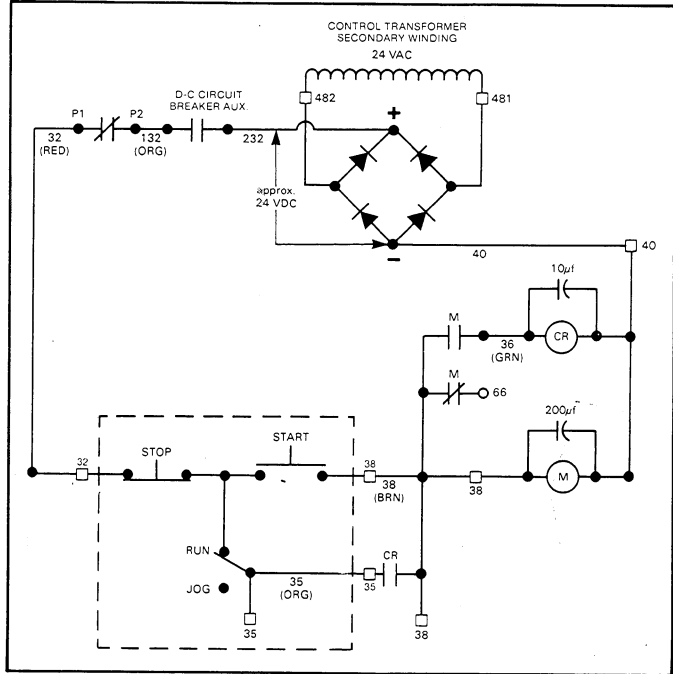 CONTROL TRANSFORMER
SECONDARY WINDING
24 VAC
482
481
D-C CIRCUIT
BREAKER AUX.
P1
P2
32
(RED)
132
(ORG)
232
+
approx.
24 VDC
−
40
40
10µf
M
36
(GRN)
CR
M
66
200µf
STOP
START
32
38
38
(BRN)
38
M
RUN
CR
35
(ORG)
35
JOG
35
38